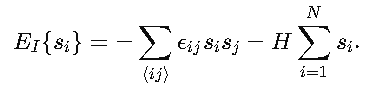 E_I\{s_i\} = -\sum_{\langle ij \rangle} \epsilon_{ij} s_i s_j - H \sum_{i=1}^{N} s_i.